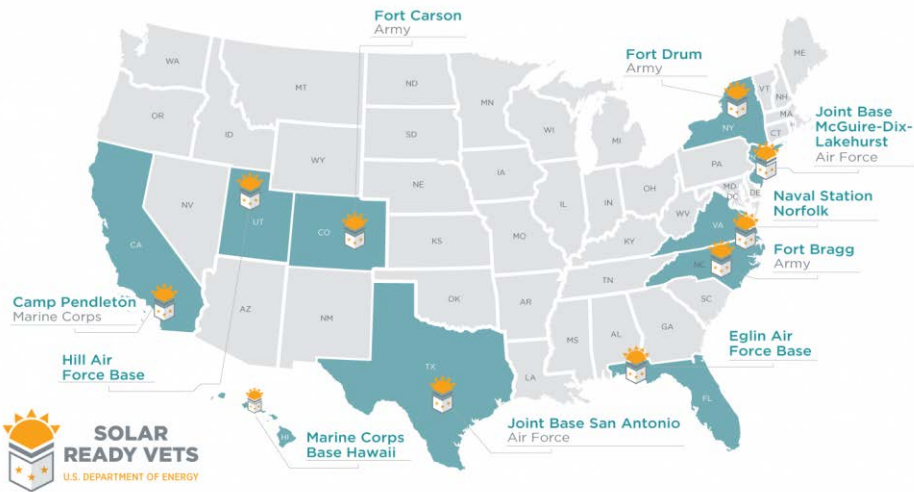 Fort Carson
Army
Fort Drum
Army
Joint Base
McGuire-Dix-
Lakehurst
Air Force
Naval Station
Norfolk
Fort Bragg
Army
Eglin Air
Force Base
Joint Base San Antonio
Air Force
Marine Corps
Base Hawaii
Hill Air
Force Base
Camp Pendleton
Marine Corps
WA
OR
ID
MT
ND
SD
MN
WI
MI
WY
NE
IA
NV
UT
CO
CA
KS
MO
IL
IN
OH
PA
NY
VT
NH
ME
MA
CT
MD
DC
DE
WV
VA
KY
NC
TN
SC
AZ
NM
OK
AR
TX
LA
MS
AL
GA
FL
HI
SOLAR
READY VETS
U.S. DEPARTMENT OF ENERGY